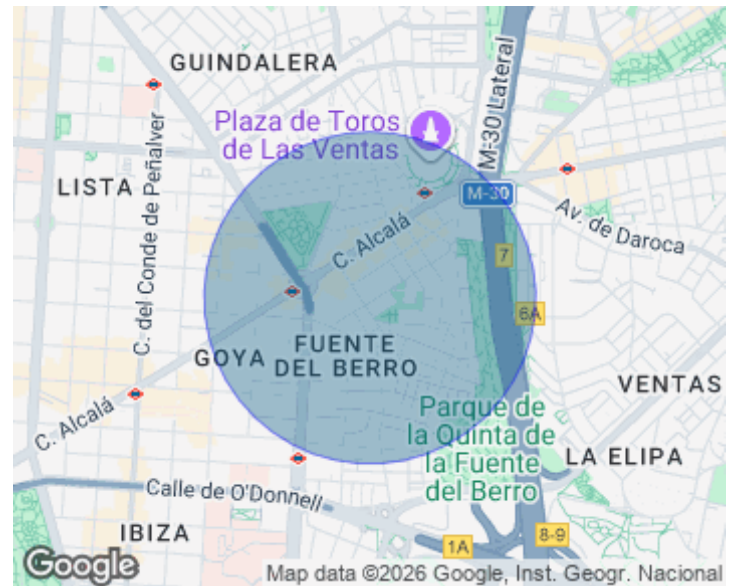 GUINDALERA
Plaza de Toros
de Las Ventas
M-30 Lateral
C. del Conde de Peñalver
LISTA
M-30
C. Alcalá
Av. de Daroca
7
6A
FUENTE
DEL BERRO
GOYA
VENTAS
C. Alcalá
Parque de
la Quinta de
la Fuente
del Berro
LA ELIPA
Calle de O'Donnell
IBIZA
1A
8-9
Google
Map data ©2026 Google, Inst. Geogr. Nacional